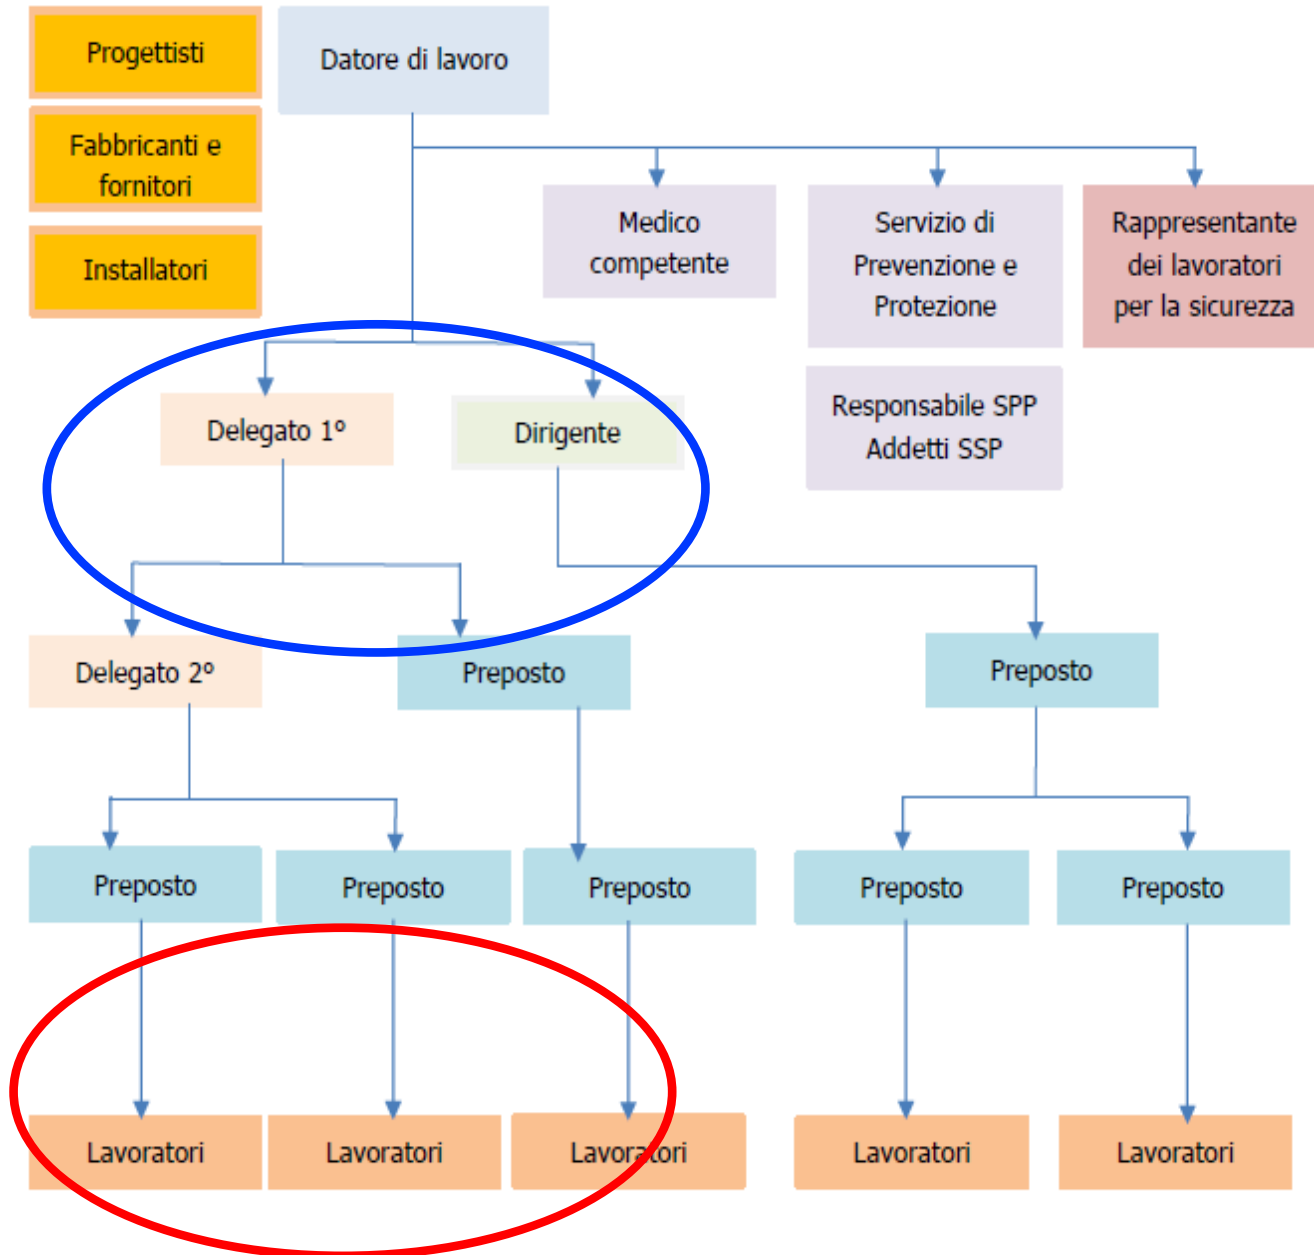 Progettisti
Datore di lavoro
Fabbricanti e
fornitori
Installatori
Medico
competente
Servizio di
Prevenzione e
Protezione
Rappresentante
dei lavoratori
per la sicurezza
Responsabile SPP
Addetti SSP
Delegato 1º
Dirigente
Delegato 2º
Preposto
Preposto
Preposto
Preposto
Preposto
Preposto
Preposto
Lavoratori
Lavoratori
Lavoratori
Lavoratori
Lavoratori